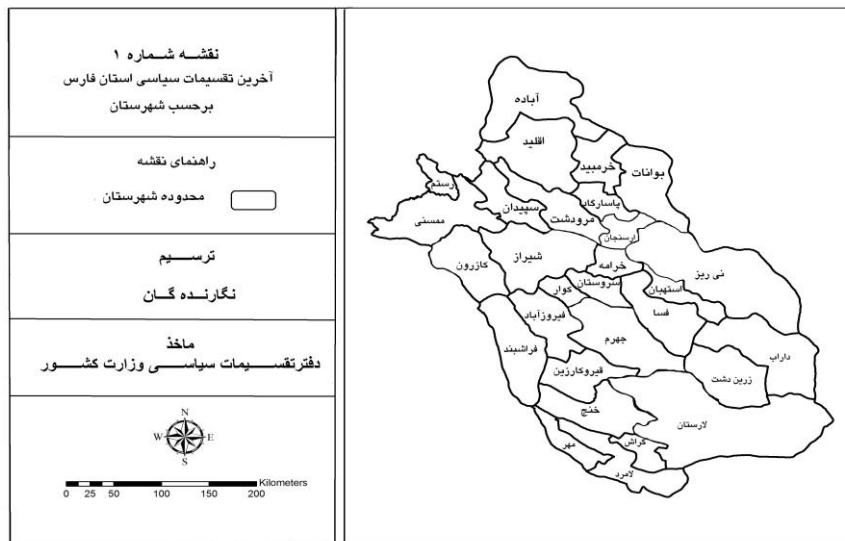 نقشه شماره ۱
آخرین تقسیمات سیاسی استان فارس
برحسب شهرستان
راهنمای نقشه
محدوده شهرستان
ترسیم
نگارنده گان
ماخذ
دفترتقسیمات سیاسی وزارت کشور
N
W E
S
0 25 50 100 150 200 Kilometers
آباده
اقلید
خرمبید
بوانات
رستم
سپیدان
پاسارگاد
ممسنی
مرودشت
ارسنجان
کازرون
شیراز
خرامه
نی ریز
کوار
سروستان
استهبان
فیروزآباد
فسا
فراشبند
جهرم
داراب
قیروکارزین
زرین دشت
خنج
لارستان
گراش
مهر
لامرد